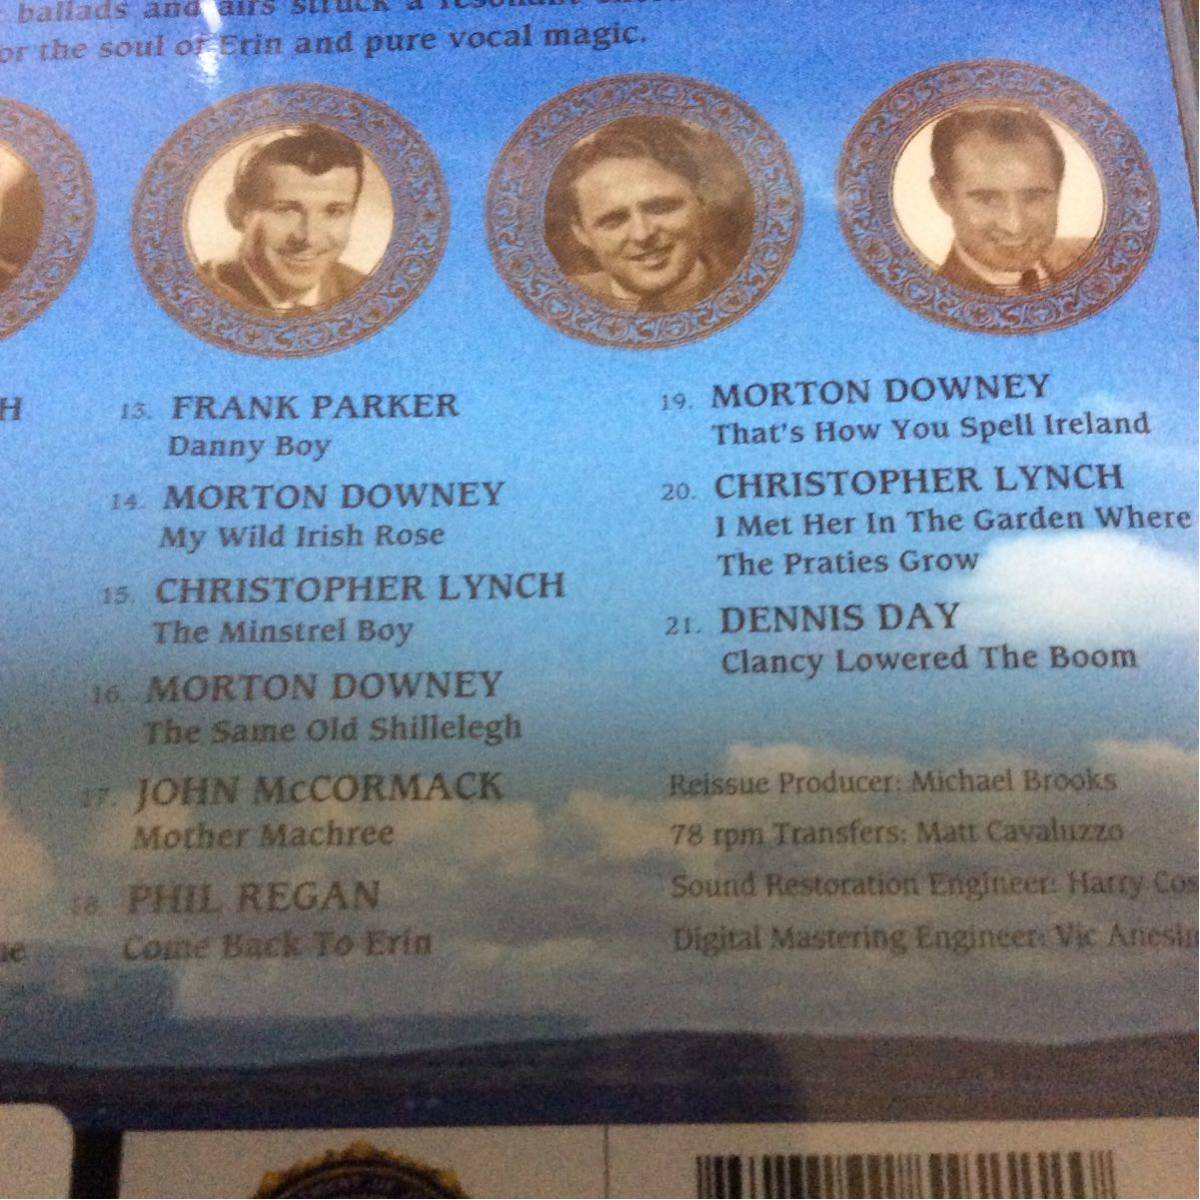 ballads and airs struck a resonant
or the soul of Erin and pure vocal magic.
H
13. FRANK PARKER
Danny Boy
14. MORTON DOWNEY
My Wild Irish Rose
15. CHRISTOPHER LYNCH
The Minstrel Boy
16. MORTON DOWNEY
The Same Old Shillelegh
17. JOHN McCORMACK
Mother Machree
18. PHIL REGAN
Come Back To Erin
ne
19. MORTON DOWNEY
That's How You Spell Ireland
20. CHRISTOPHER LYNCH
I Met Her In The Garden Where
The Praties Grow
21. DENNIS DAY
Clancy Lowered The Boom
Reissue Producer: Michael Brooks
78 rpm Transfers: Matt Cavaluzzo
Sound Restoration Engineer: Harry Cos
Digital Mastering Engineer: Vic Anesin